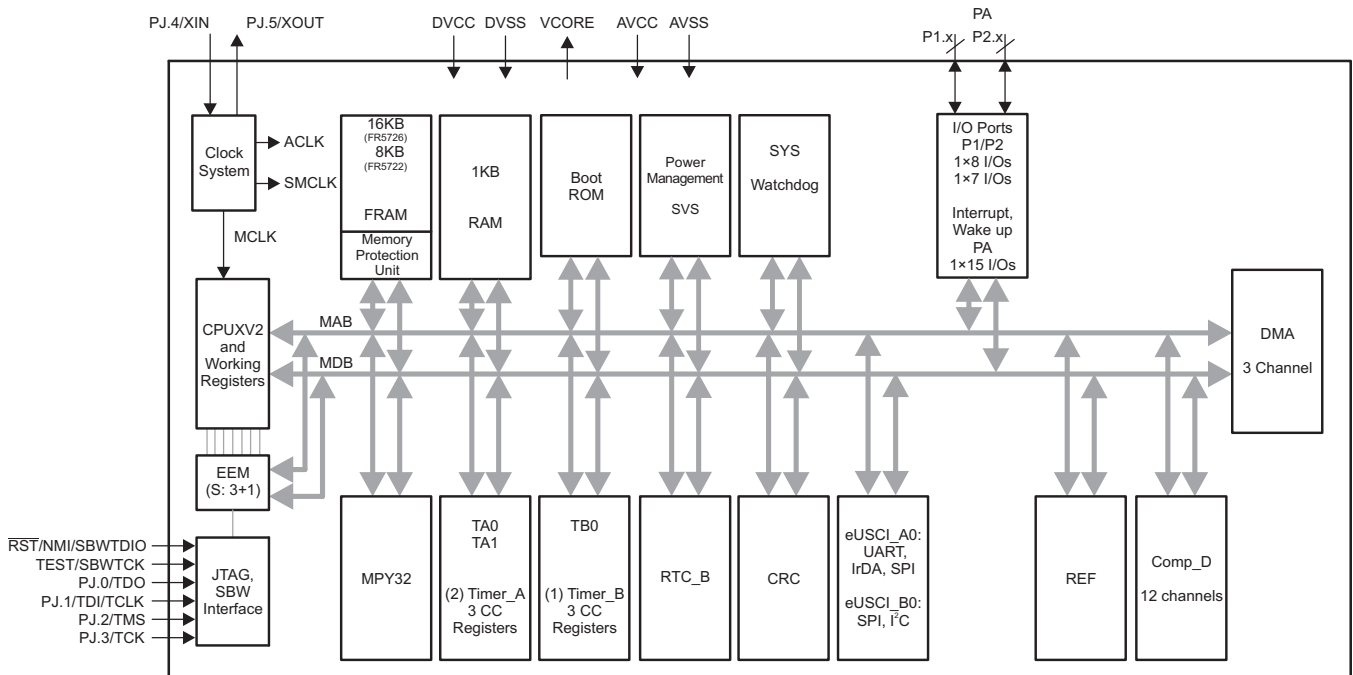 PJ.4/XIN
PJ.5/XOUT
DVCC
DVSS
VCORE
AVCC
AVSS
PA
P1.x
P2.x
Clock
System
ACLK
SMCLK
MCLK
16KB
(FR5726)
8KB
(FR5722)
FRAM
Memory
Protection
Unit
1KB
RAM
Boot
ROM
Power
Management
SVS
SYS
Watchdog
I/O Ports
P1/P2
1×8 I/Os
1×7 I/Os
Interrupt,
Wake up
PA
1×15 I/Os
CPUXV2
and
Working
Registers
MAB
MDB
DMA
3 Channel
EEM
(S: 3+1)
RST/NMI/SBWTDIO
TEST/SBWTCK
PJ.0/TDO
PJ.1/TDI/TCLK
PJ.2/TMS
PJ.3/TCK
JTAG,
SBW
Interface
MPY32
TA0
TA1
(2) Timer_A
3 CC
Registers
TB0
(1) Timer_B
3 CC
Registers
RTC_B
CRC
eUSCI_A0:
UART,
IrDA, SPI
eUSCI_B0:
SPI, I²C
REF
Comp_D
12 channels